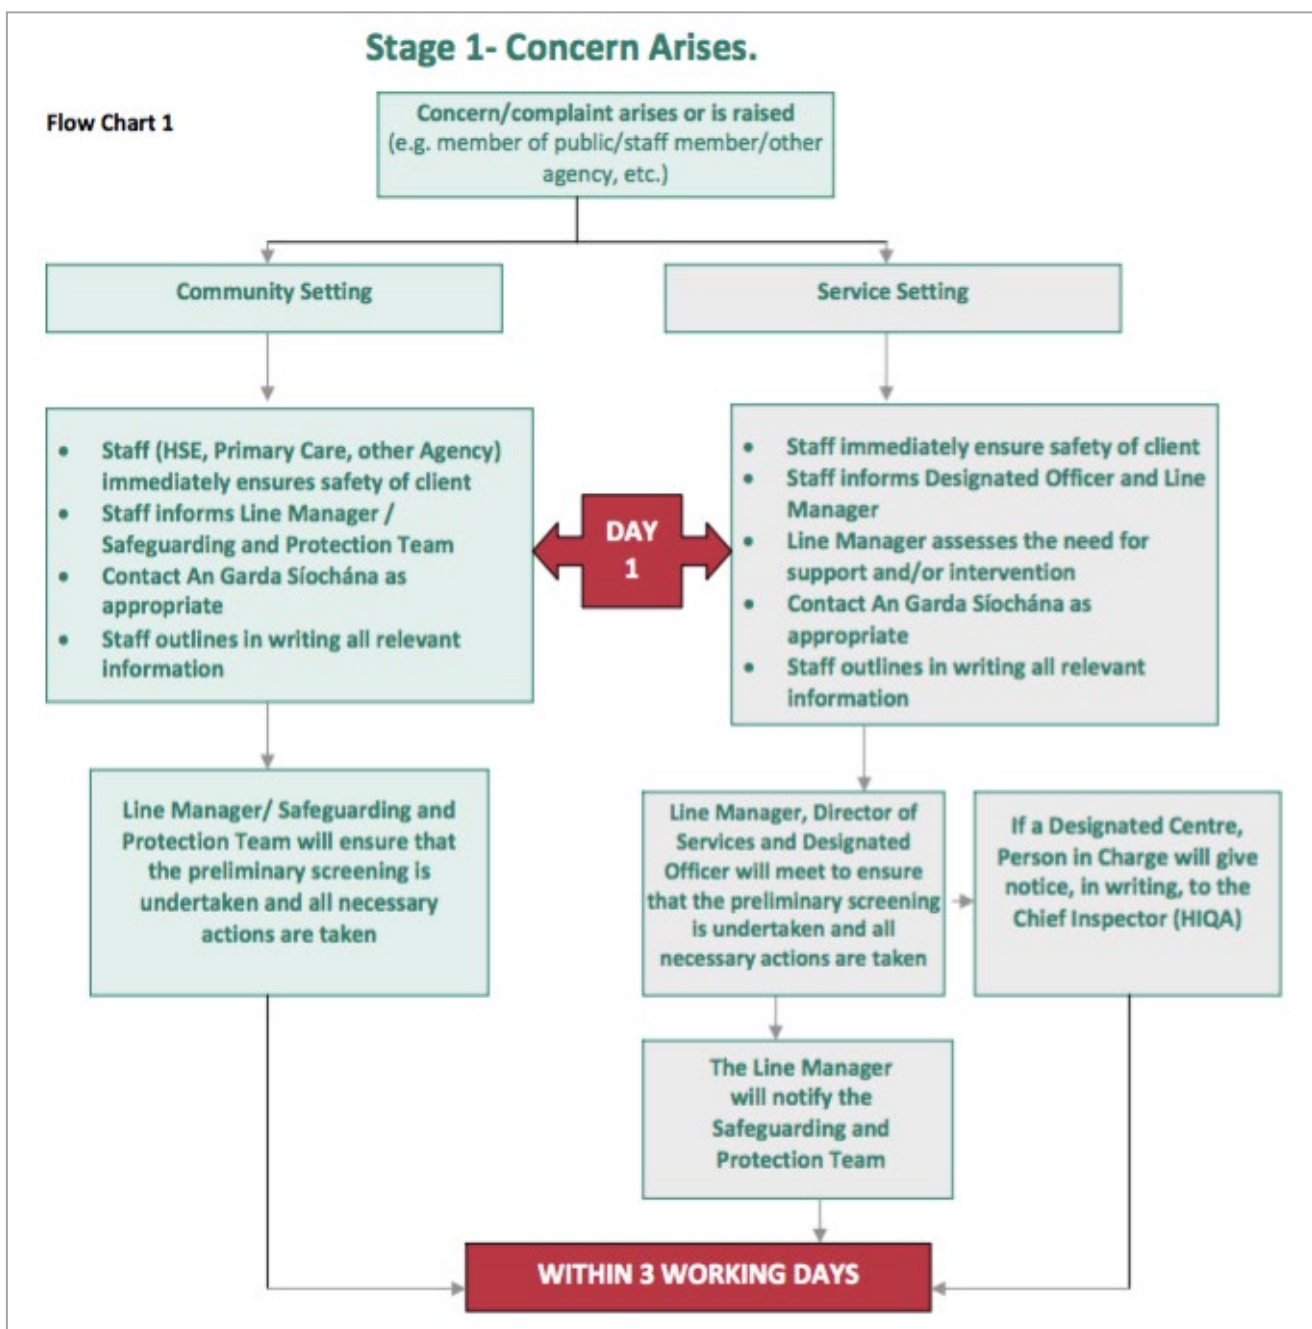 Stage 1- Concern Arises.
Flow Chart 1
Concern/complaint arises or is raised
(e.g. member of public/staff member/other
agency, etc.)
Community Setting
Service Setting
• Staff (HSE, Primary Care, other Agency)
immediately ensures safety of client
• Staff informs Line Manager /
Safeguarding and Protection Team
• Contact An Garda Síochána as
appropriate
• Staff outlines in writing all relevant
information
DAY
1
• Staff immediately ensure safety of client
• Staff informs Designated Officer and Line
Manager
• Line Manager assesses the need for
support and/or intervention
• Contact An Garda Síochána as
appropriate
• Staff outlines in writing all relevant
information
Line Manager/ Safeguarding and
Protection Team will ensure that
the preliminary screening is
undertaken and all necessary
actions are taken
Line Manager, Director of
Services and Designated
Officer will meet to ensure
that the preliminary screening
is undertaken and all
necessary actions are taken
If a Designated Centre,
Person in Charge will give
notice, in writing, to the
Chief Inspector (HIQA)
The Line Manager
will notify the
Safeguarding and
Protection Team
WITHIN 3 WORKING DAYS